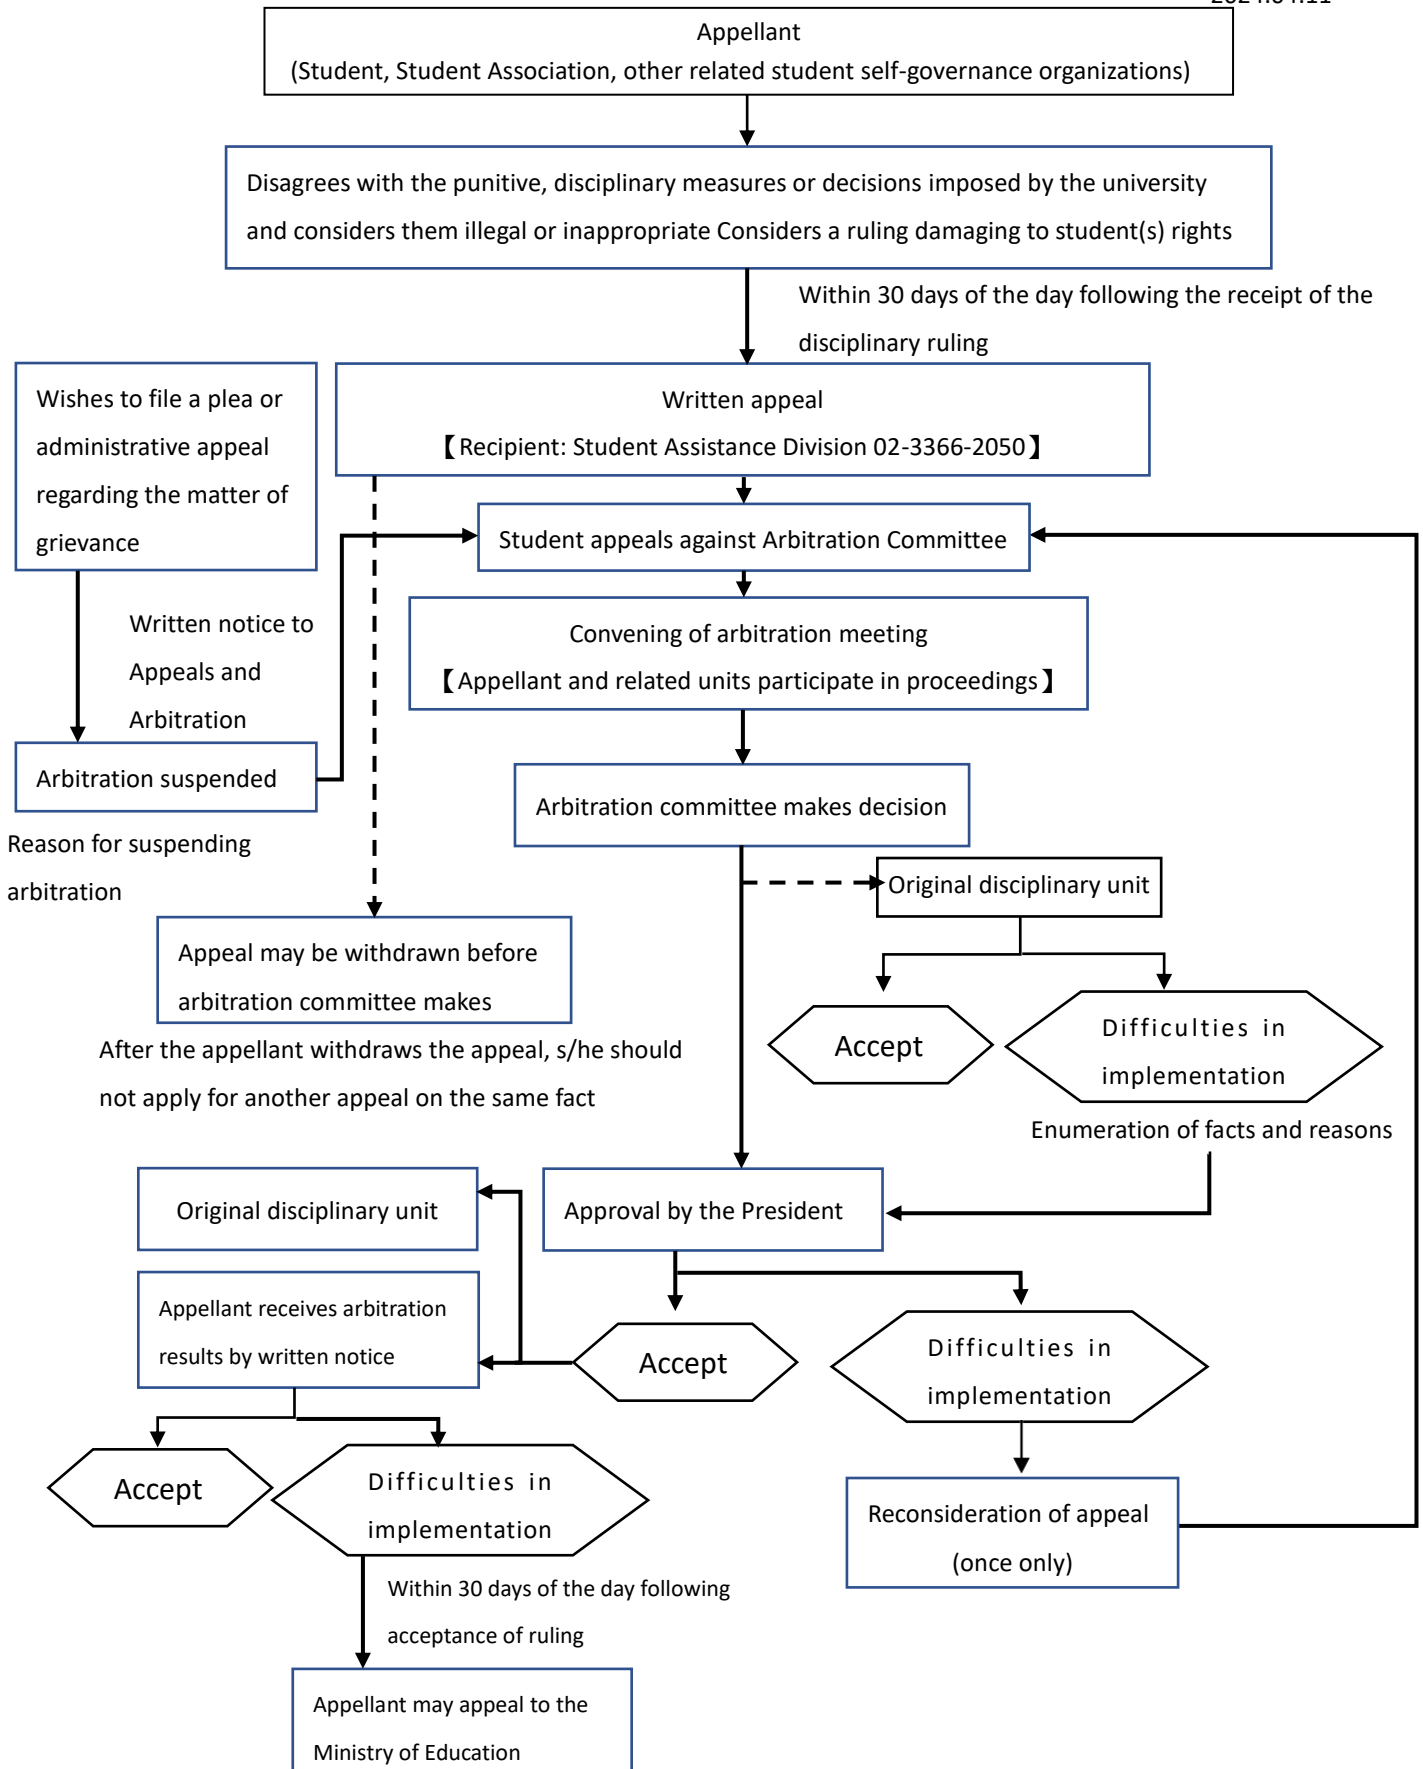 Appellant
(Student, Student Association, other related student self-governance organizations)
Disagrees with the punitive, disciplinary measures or decisions imposed by the university
and considers them illegal or inappropriate Considers a ruling damaging to student(s) rights
Within 30 days of the day following the receipt of the
disciplinary ruling
Wishes to file a plea or
administrative appeal
regarding the matter of
grievance
Written appeal
【Recipient: Student Assistance Division 02-3366-2050】
Student appeals against Arbitration Committee
Written notice to
Appeals and
Arbitration
Convening of arbitration meeting
【Appellant and related units participate in proceedings】
Arbitration suspended
Reason for suspending
arbitration
Arbitration committee makes decision
Original disciplinary unit
Appeal may be withdrawn before
arbitration committee makes
After the appellant withdraws the appeal, s/he should
not apply for another appeal on the same fact
Accept
Difficulties in
implementation
Enumeration of facts and reasons
Original disciplinary unit
Approval by the President
Appellant receives arbitration
results by written notice
Accept
Difficulties in
implementation
Accept
Difficulties in
implementation
Reconsideration of appeal
(once only)
Within 30 days of the day following
acceptance of ruling
Appellant may appeal to the
Ministry of Education